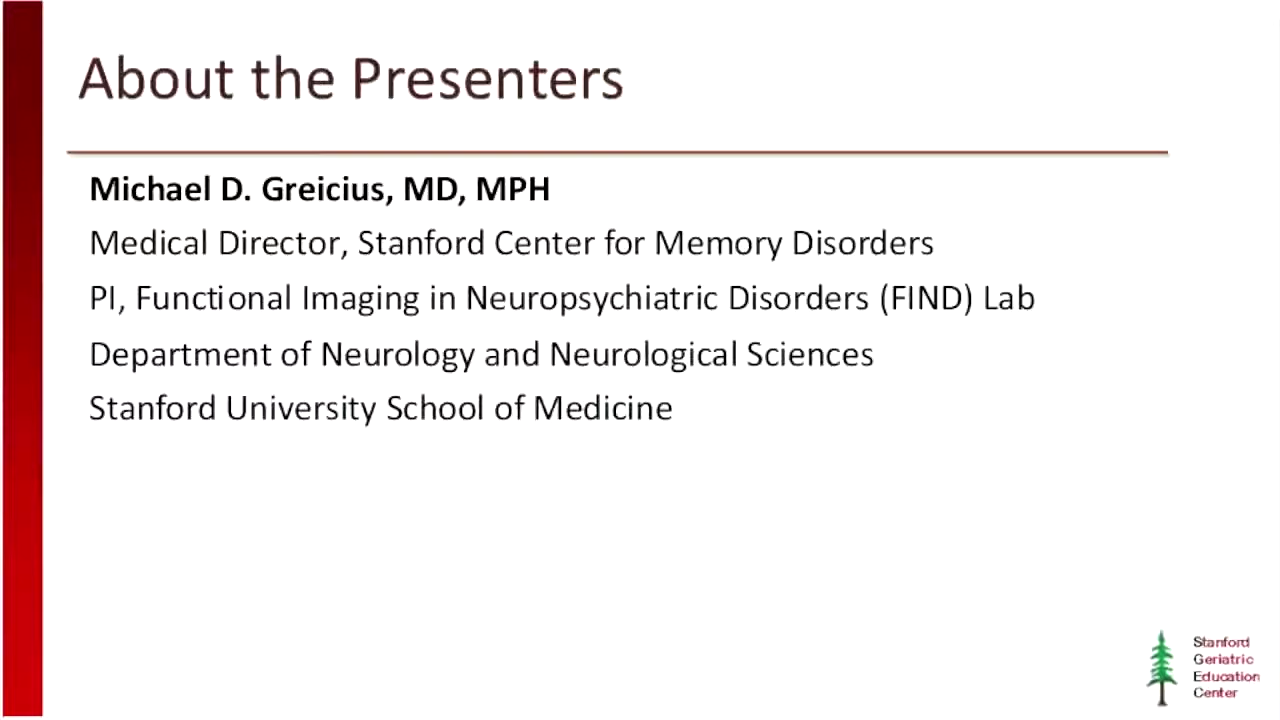 About the Presenters
Michael D. Greicius, MD, MPH
Medical Director, Stanford Center for Memory Disorders
PI, Functional Imaging in Neuropsychiatric Disorders (FIND) Lab
Department of Neurology and Neurological Sciences
Stanford University School of Medicine
Stanford
Geriatric
Education
Center